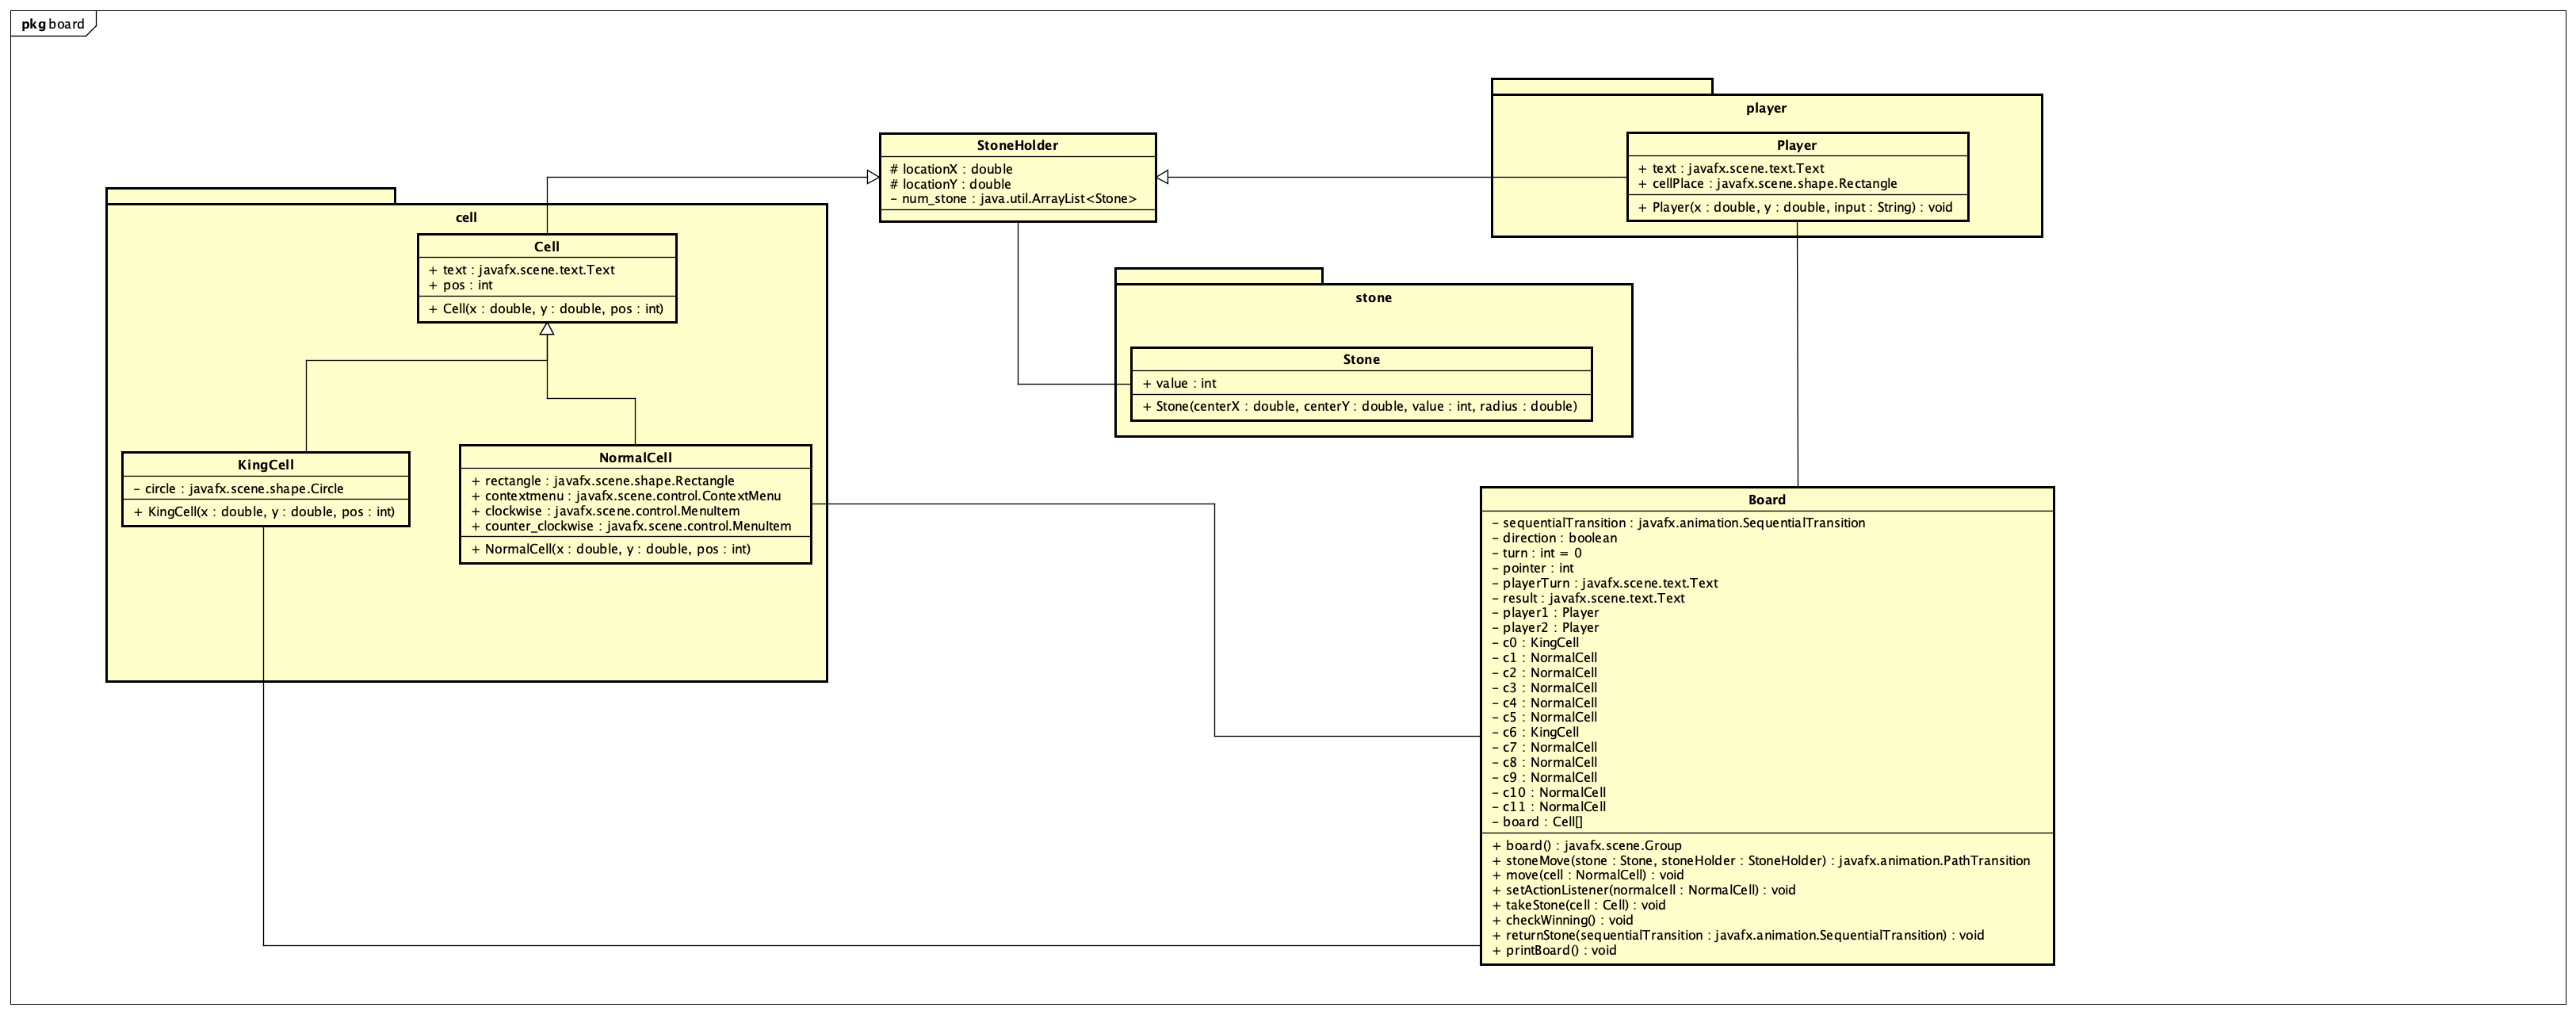 pkg board
player
Player
+ text : javafx.scene.text.Text
+ cellPlace : javafx.scene.shape.Rectangle
+ Player(x : double, y : double, input : String) : void
StoneHolder
# locationX : double
# locationY : double
- num_stone : java.util.ArrayList<Stone>
cell
Cell
+ text : javafx.scene.text.Text
+ pos : int
+ Cell(x : double, y : double, pos : int)
stone
Stone
+ value : int
+ Stone(centerX : double, centerY : double, value : int, radius : double)
KingCell
- circle : javafx.scene.shape.Circle
+ KingCell(x : double, y : double, pos : int)
NormalCell
+ rectangle : javafx.scene.shape.Rectangle
+ contextmenu : javafx.scene.control.ContextMenu
+ clockwise : javafx.scene.control.MenuItem
+ counter_clockwise : javafx.scene.control.MenuItem
+ NormalCell(x : double, y : double, pos : int)
Board
- sequentialTransition : javafx.animation.SequentialTransition
- direction : boolean
- turn : int = 0
- pointer : int
- playerTurn : javafx.scene.text.Text
- result : javafx.scene.text.Text
- player1 : Player
- player2 : Player
- c0 : KingCell
- c1 : NormalCell
- c2 : NormalCell
- c3 : NormalCell
- c4 : NormalCell
- c5 : NormalCell
- c6 : KingCell
- c7 : NormalCell
- c8 : NormalCell
- c9 : NormalCell
- c10 : NormalCell
- c11 : NormalCell
- board : Cell[]
+ board() : javafx.scene.Group
+ stoneMove(stone : Stone, stoneHolder : StoneHolder) : javafx.animation.PathTransition
+ move(cell : NormalCell) : void
+ setActionListener(normalcell : NormalCell) : void
+ takeStone(cell : Cell) : void
+ checkWinning() : void
+ returnStone(sequentialTransition : javafx.animation.SequentialTransition) : void
+ printBoard() : void